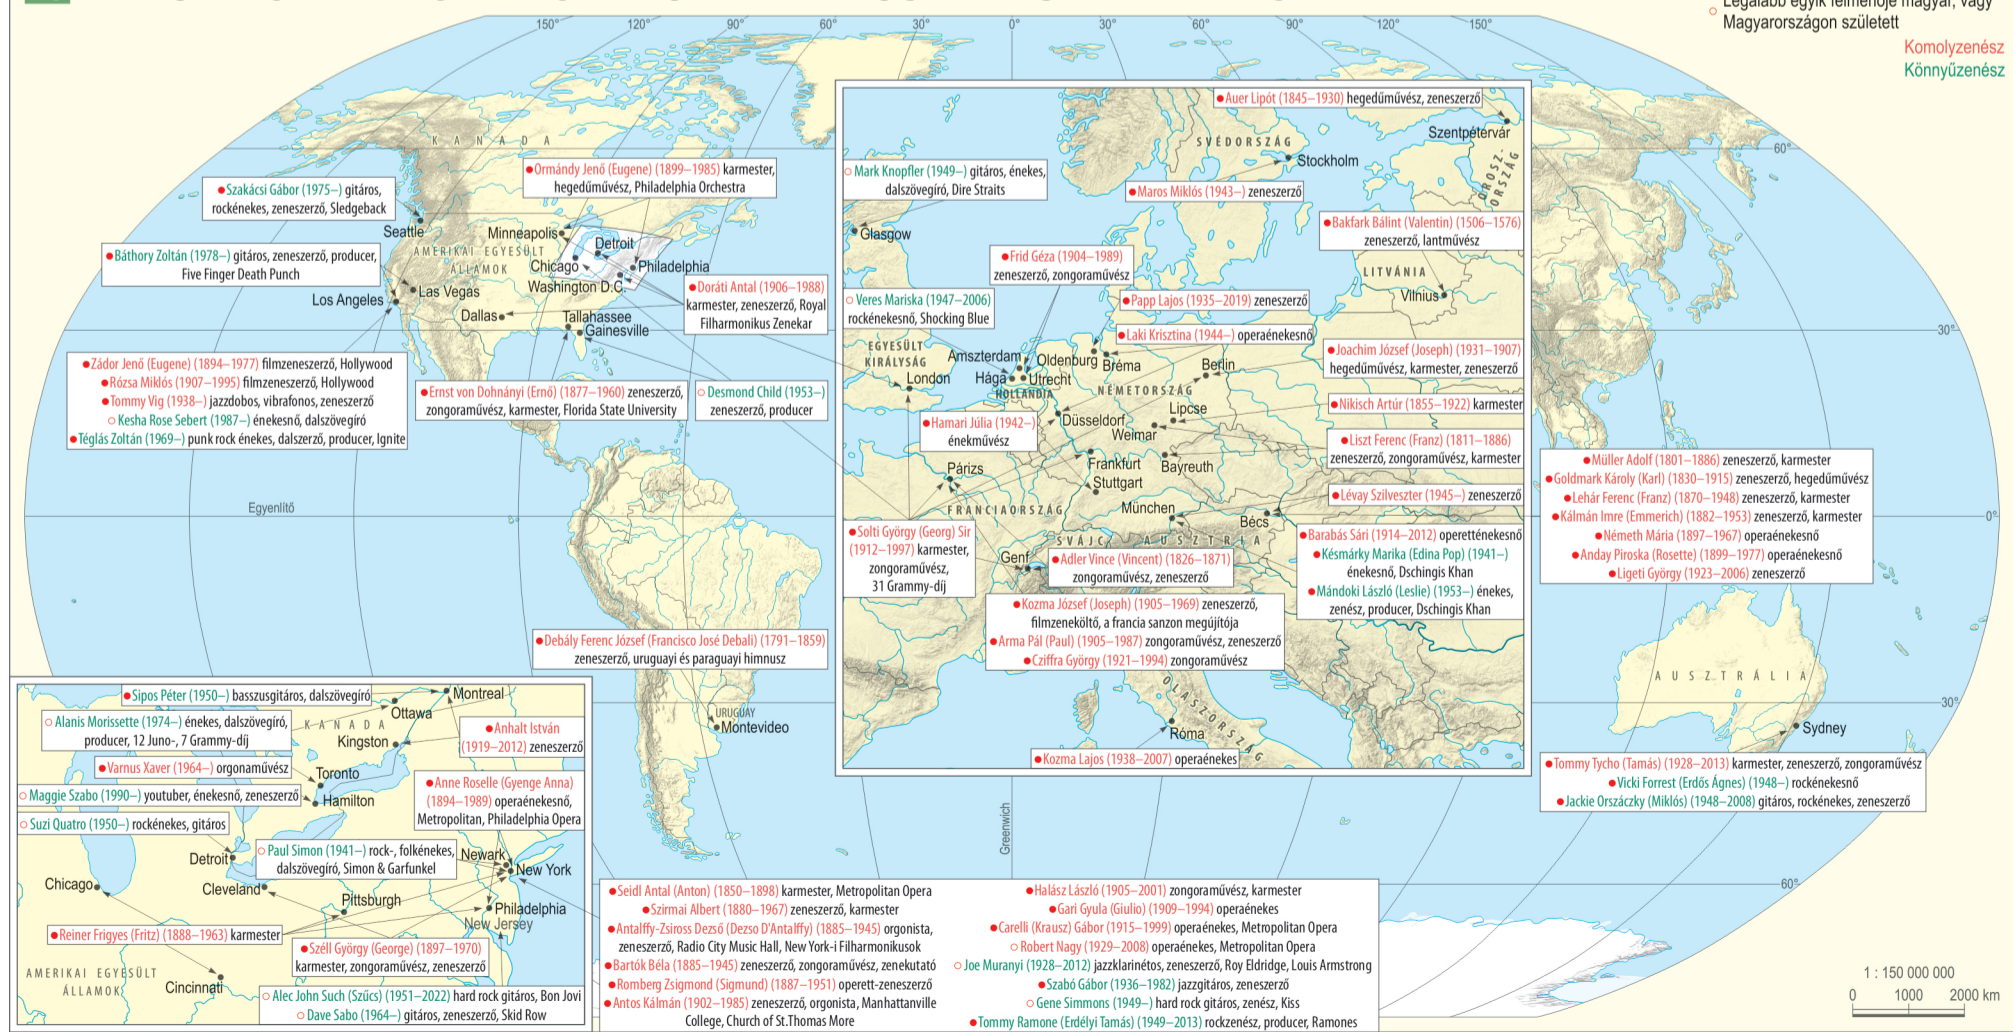 Legalább egyik felmenője magyar, vagy
Magyarországon született
Komolyzenész
Könnyűzenész
150° 120° 90° 60° 30° 0° 30° 60° 90° 120° 150°
KANADA
Szakácsi Gábor (1975–) gitáros,
rockénekes, zeneszerző, Sledgeback
Seattle
Ormándy Jenő (Eugene) (1899–1985) karmester,
hegedűművész, Philadelphia Orchestra
Minneapolis
Detroit
Chicago
Philadelphia
Washington D.C.
AMERIKAI EGYESÜLT
ÁLLAMOK
Báthory Zoltán (1978–) gitáros, zeneszerző, producer,
Five Finger Death Punch
Los Angeles
Las Vegas
Dallas
Tallahassee
Gainesville
Doráti Antal (1906–1988)
karmester, zeneszerző, Royal
Filharmonikus Zenekar
Zádor Jenő (Eugene) (1894–1977) filmzeneszerző, Hollywood
Rózsa Miklós (1907–1995) filmzeneszerző, Hollywood
Tommy Vig (1938–) jazzdobos, vibrafonos, zeneszerző
Kesha Rose Sebert (1987–) énekesnő, dalszövegíró
Téglás Zoltán (1969–) punk rock énekes, dalszerző, producer, Ignite
Ernst von Dohnányi (Ernő) (1877–1960) zeneszerző,
zongoraművész, karmester, Florida State University
Desmond Child (1953–)
zeneszerző, producer
Egyenlítő
Debály Ferenc József (Francisco José Debali) (1791–1859)
zeneszerző, uruguayi és paraguayi himnusz
URUGUAY
Montevideo
Auer Lipót (1845–1930) hegedűművész, zeneszerző
Szentpétervár
OROSZ-
ORSZÁG
SVÉDORSZÁG
Stockholm
Mark Knopfler (1949–) gitáros, énekes,
dalszövegíró, Dire Straits
Glasgow
Maros Miklós (1943–) zeneszerző
Bakfark Bálint (Valentin) (1506–1576)
zeneszerző, lantművész
LITVÁNIA
Vilnius
Frid Géza (1904–1989)
zeneszerző, zongoraművész
Veres Mariska (1947–2006)
rockénekesnő, Shocking Blue
Papp Lajos (1935–2019) zeneszerző
Laki Krisztina (1944–) operaénekesnő
EGYESÜLT
KIRÁLYSÁG
London
Amszterdam
Hága
Utrecht
HOLLANDIA
Oldenburg
Bréma
Berlin
NÉMETORSZÁG
Joachim József (Joseph) (1931–1907)
hegedűművész, karmester, zeneszerző
Nikisch Artúr (1855–1922) karmester
Hamari Júlia (1942–)
énekművész
Düsseldorf
Lipcse
Weimar
Liszt Ferenc (Franz) (1811–1886)
zeneszerző, zongoraművész, karmester
Párizs
Frankfurt
Bayreuth
Stuttgart
FRANCIAORSZÁG
München
Bécs
Lévay Szilveszter (1945–) zeneszerző
Solti György (Georg) Sir
(1912–1997) karmester,
zongoraművész,
31 Grammy-díj
SVÁJC
AUSZTRIA
Genf
Adler Vince (Vincent) (1826–1871)
zongoraművész, zeneszerző
Barabás Sári (1914–2012) operetténekesnő
Késmárky Marika (Edina Pop) (1941–)
énekesnő, Dschingis Khan
Mándoki László (Leslie) (1953–) énekes,
zenész, producer, Dschingis Khan
Kozma József (Joseph) (1905–1969) zeneszerző,
filmzeneköltő, a francia sanzon megújítója
Arma Pál (Paul) (1905–1987) zongoraművész, zeneszerző
Cziffra György (1921–1994) zongoraművész
OLASZORSZÁG
Róma
Kozma Lajos (1938–2007) operaénekes
60°
30°
0°
30°
60°
Müller Adolf (1801–1886) zeneszerző, karmester
Goldmark Károly (Karl) (1830–1915) zeneszerző, hegedűművész
Lehár Ferenc (Franz) (1870–1948) zeneszerző, karmester
Kálmán Imre (Emmerich) (1882–1953) zeneszerző, karmester
Németh Mária (1897–1967) operaénekesnő
Anday Piroska (Rosette) (1899–1977) operaénekesnő
Ligeti György (1923–2006) zeneszerző
AUSZTRÁLIA
Sydney
Tommy Tycho (Tamás) (1928–2013) karmester, zeneszerző, zongoraművész
Vicki Forrest (Erdős Ágnes) (1948–) rockénekesnő
Jackie Orszáczky (Miklós) (1948–2008) gitáros, rockénekes, zeneszerző
Greenwich
Sipos Péter (1950–) basszusgitáros, dalszövegíró
Montreal
Ottawa
Alanis Morissette (1974–) énekes, dalszövegíró,
producer, 12 Juno-, 7 Grammy-díj
KANADA
Kingston
Anhalt István
(1919–2012) zeneszerző
Varnus Xaver (1964–) orgonaművész
Toronto
Maggie Szabo (1990–) youtuber, énekesnő, zeneszerző
Hamilton
Anne Roselle (Gyenge Anna)
(1894–1989) operaénekesnő,
Metropolitan, Philadelphia Opera
Suzi Quatro (1950–) rockénekes, gitáros
Detroit
Paul Simon (1941–) rock-, folkénekes,
dalszövegíró, Simon & Garfunkel
Newark
New York
Chicago
Cleveland
Pittsburgh
Philadelphia
New Jersey
Reiner Frigyes (Fritz) (1888–1963) karmester
Széll György (George) (1897–1970)
karmester, zongoraművész, zeneszerző
AMERIKAI EGYESÜLT
ÁLLAMOK
Cincinnati
Alec John Such (Szűcs) (1951–2022) hard rock gitáros, Bon Jovi
Dave Sabo (1964–) gitáros, zeneszerző, Skid Row
Seidl Antal (Anton) (1850–1898) karmester, Metropolitan Opera
Szirmai Albert (1880–1967) zeneszerző, karmester
Antalffy-Zsiross Dezső (Dezso D'Antalffy) (1885–1945) orgonista,
zeneszerző, Radio City Music Hall, New York-i Filharmonikusok
Bartók Béla (1885–1945) zeneszerző, zongoraművész, zenekutató
Romberg Zsigmond (Sigmund) (1887–1951) operett-zeneszerző
Antos Kálmán (1902–1985) zeneszerző, orgonista, Manhattanville
College, Church of St.Thomas More
Halász László (1905–2001) zongoraművész, karmester
Gari Gyula (Giulio) (1909–1994) operaénekes
Carelli (Krausz) Gábor (1915–1999) operaénekes, Metropolitan Opera
Robert Nagy (1929–2008) operaénekes, Metropolitan Opera
Joe Muranyi (1928–2012) jazzklarinétos, zeneszerző, Roy Eldridge, Louis Armstrong
Szabó Gábor (1936–1982) jazzgitáros, zeneszerző
Gene Simmons (1949–) hard rock gitáros, zenész, Kiss
Tommy Ramone (Erdélyi Tamás) (1949–2013) rockzenész, producer, Ramones
1 : 150 000 000
0 1000 2000 km